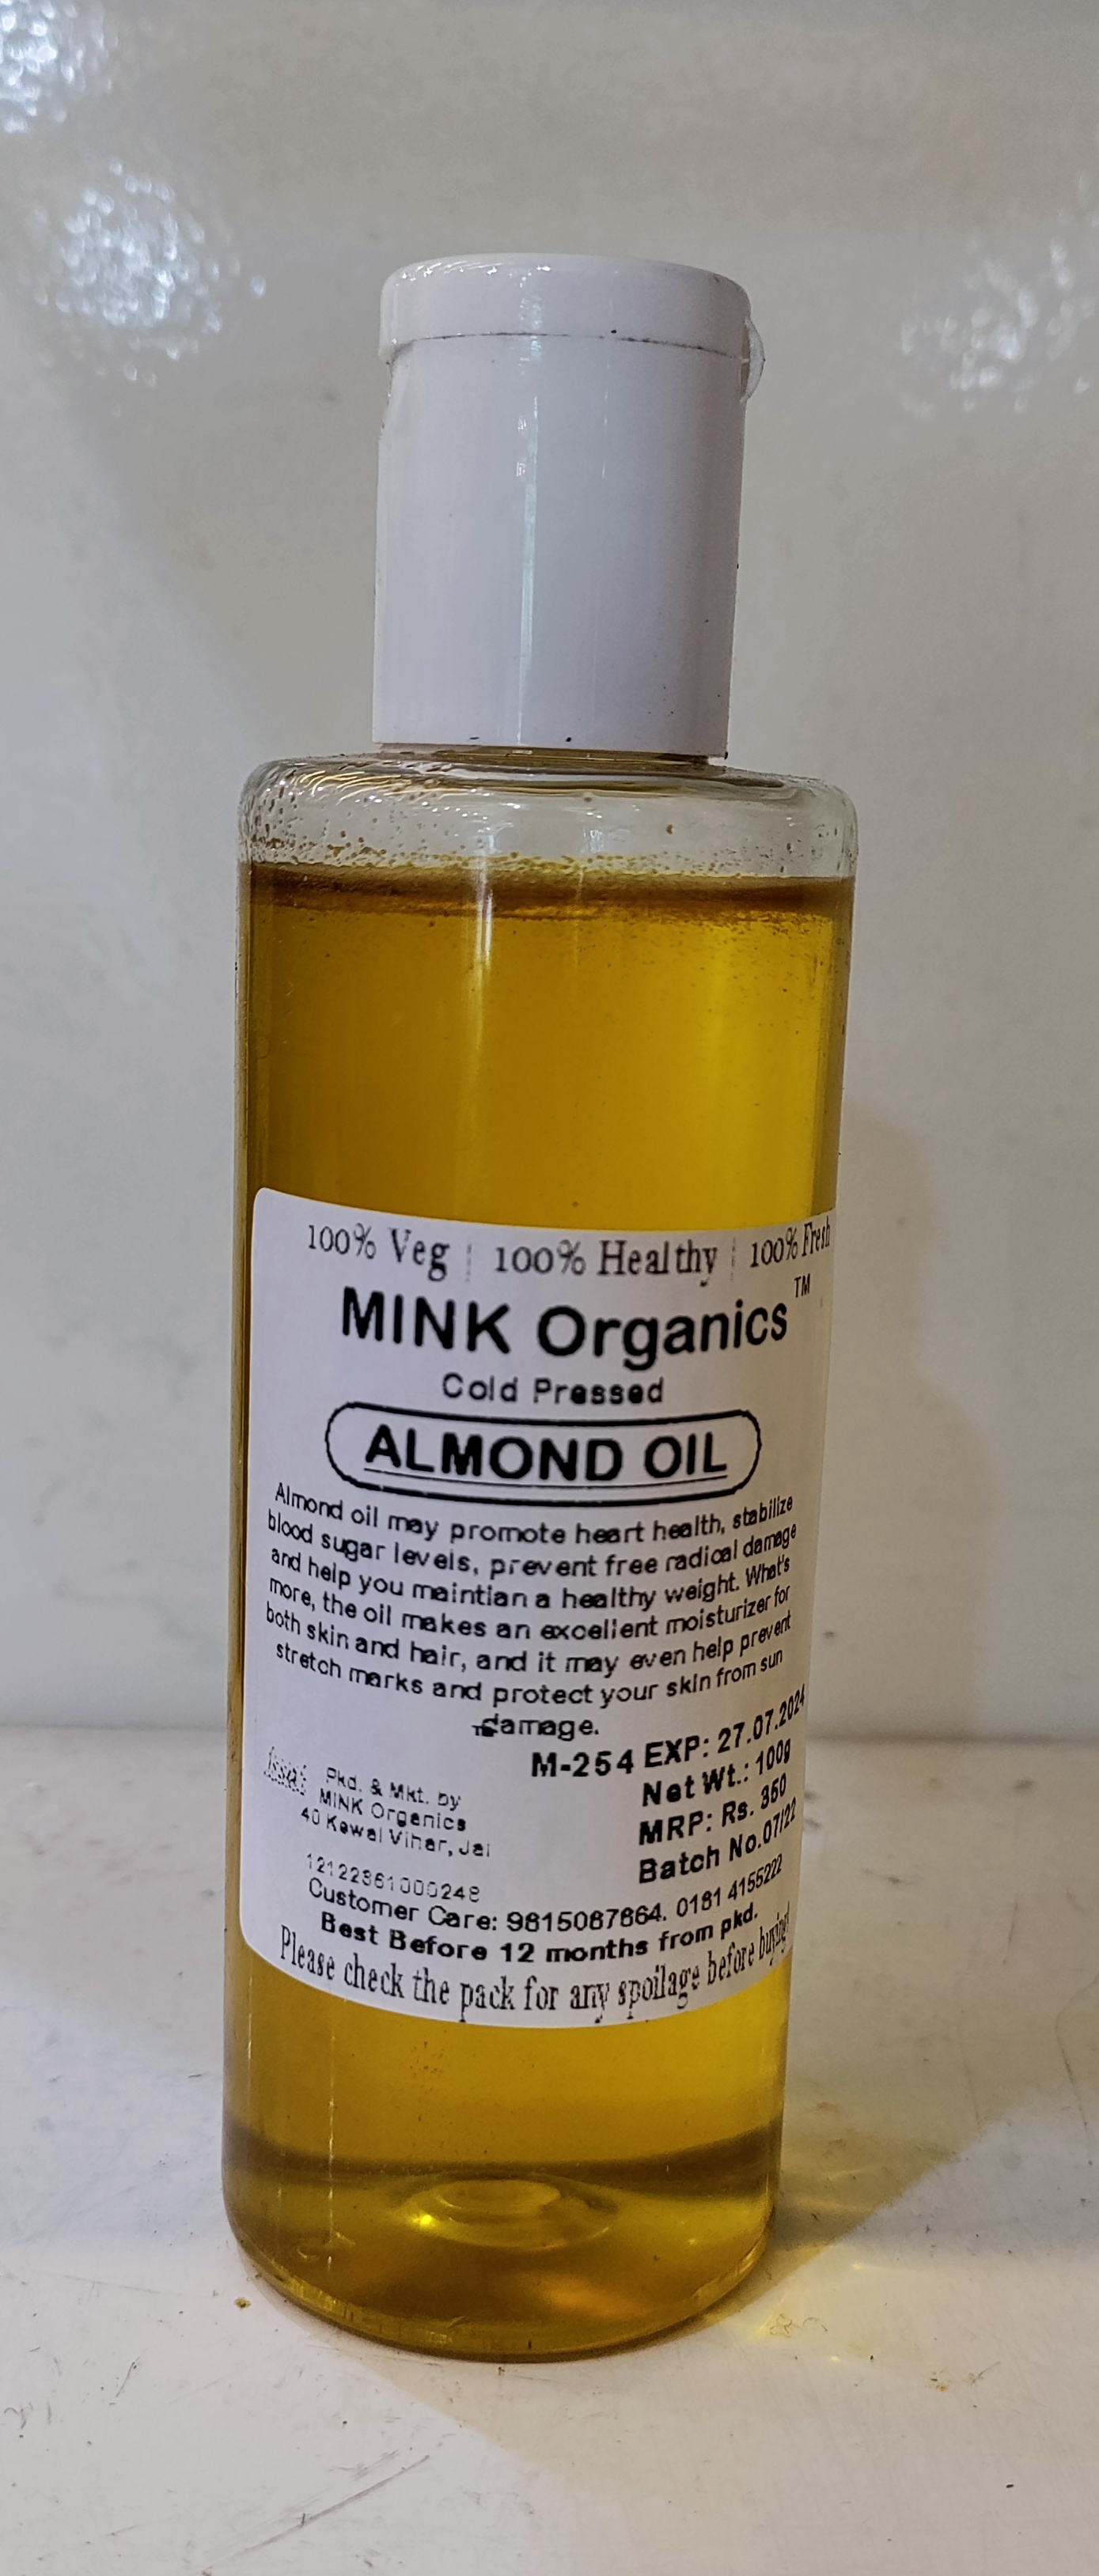 100% Veg | 100% Healthy | 100% Fresh
MINK Organics TM
Cold Pressed
ALMOND OIL
Almond oil may promote heart health, stabilize
blood sugar levels, prevent free radical damage
and help you maintian a healthy weight. What's
more, the oil makes an excellent moisturizer for
both skin and hair, and it may even help prevent
stretch marks and protect your skin from sun
damage.
M-254 EXP: 27.07.2024
Net Wt.: 100g
MRP: Rs. 350
Batch No.07/22
fssai
Pkd. & Mkt. by
MINK Organics
40 Kewal Vihar, Jal
12122361000248
Customer Care: 9815087864. 0181 4155222
Best Before 12 months from pkd.
Please check the pack for any spoilage before buying!